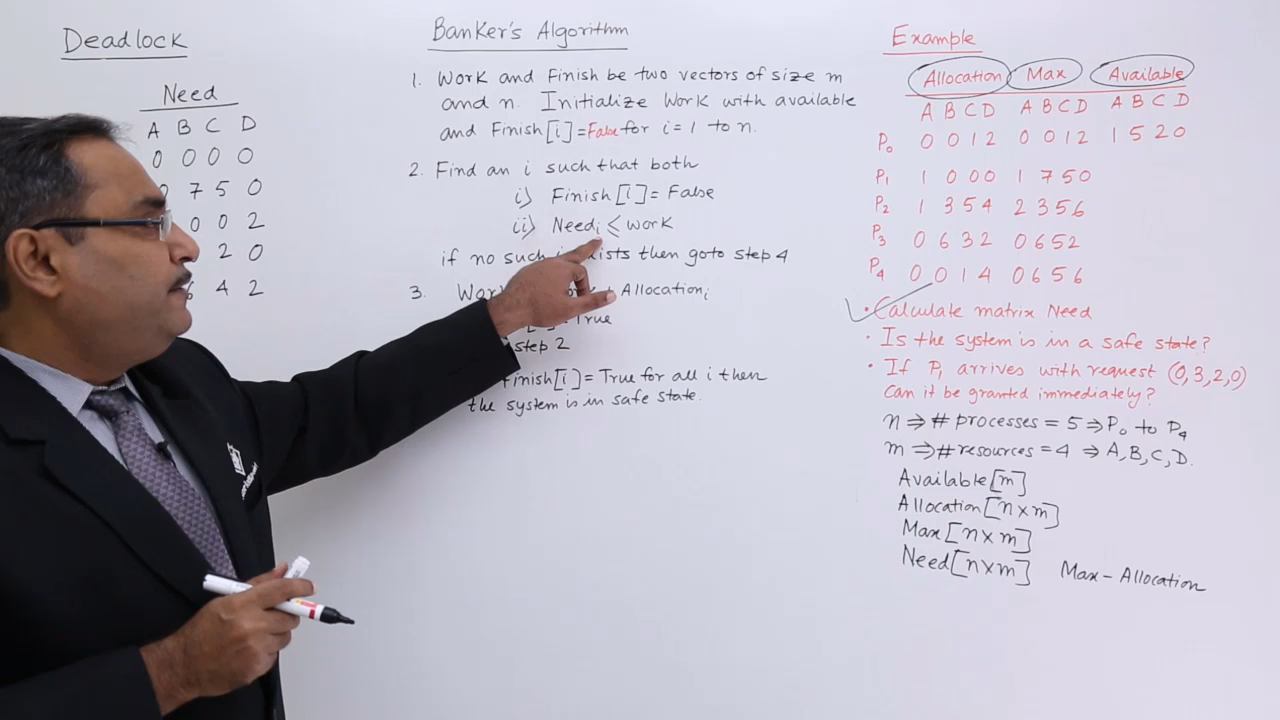 Deadlock
Need
A B C D
0 0 0 0
7 5 0
0 0 2
2 0
4 2
Banker's Algorithm
1. Work and Finish be two vectors of size m
and n. Initialize Work with available
and Finish[i]=False for i = 1 to n.
2. Find an i such that both
i) Finish[i] = False
ii) Needi ≤ work
if no such exists then goto step 4
3. + Allocationi
True
step 2
Finish[i] = True for all i then
the system is in safe state.
Example
Allocation Max Available
A B C D A B C D A B C D
P0 0 0 1 2 0 0 1 2 1 5 2 0
P1 1 0 0 0 1 7 5 0
P2 1 3 5 4 2 3 5 6
P3 0 6 3 2 0 6 5 2
P4 0 0 1 4 0 6 5 6
• Calculate matrix Need
• Is the system is in a safe state?
• If P1 arrives with request (0,3,2,0)
Can it be granted immediately?
n ⇒ # processes = 5 ⇒ P0 to P4
m ⇒ # resources = 4 ⇒ A, B, C, D.
Available[m]
Allocation[n×m]
Max[n×m]
Need[n×m] Max - Allocation